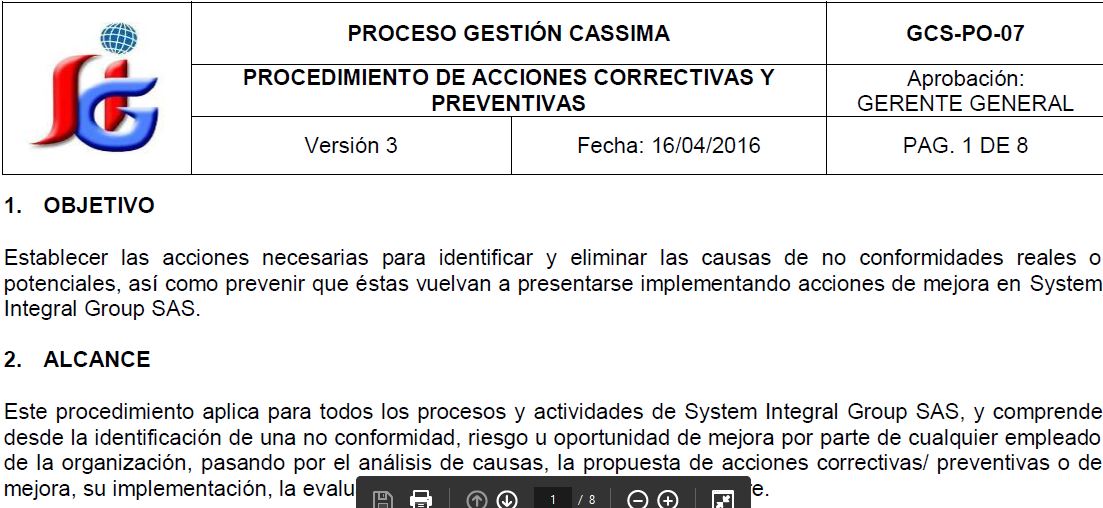 PROCESO GESTIÓN CASSIMA
GCS-PO-07
PROCEDIMIENTO DE ACCIONES CORRECTIVAS Y
PREVENTIVAS
Aprobación:
GERENTE GENERAL
Versión 3
Fecha: 16/04/2016
PAG. 1 DE 8
1. OBJETIVO
Establecer las acciones necesarias para identificar y eliminar las causas de no conformidades reales o
potenciales, así como prevenir que éstas vuelvan a presentarse implementando acciones de mejora en System
Integral Group SAS.
2. ALCANCE
Este procedimiento aplica para todos los procesos y actividades de System Integral Group SAS, y comprende
desde la identificación de una no conformidad, riesgo u oportunidad de mejora por parte de cualquier empleado
de la organización, pasando por el análisis de causas, la propuesta de acciones correctivas/ preventivas o de
mejora, su implementación, la
1 / 8